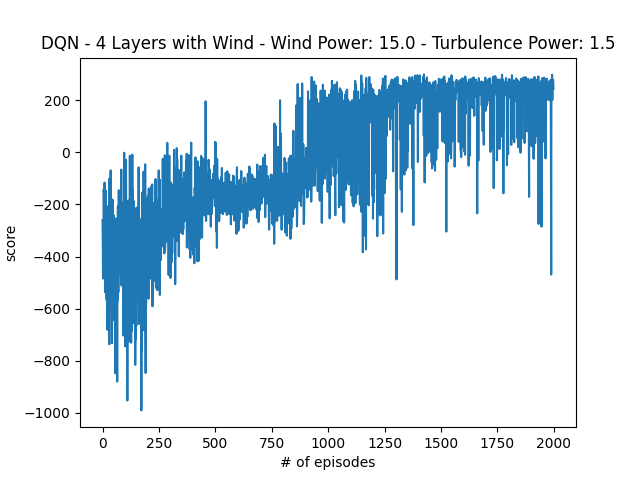 DQN - 4 Layers with Wind - Wind Power: 15.0 - Turbulence Power: 1.5
200
0
−200
−400
−600
−800
−1000
score
0 250 500 750 1000 1250 1500 1750 2000
# of episodes